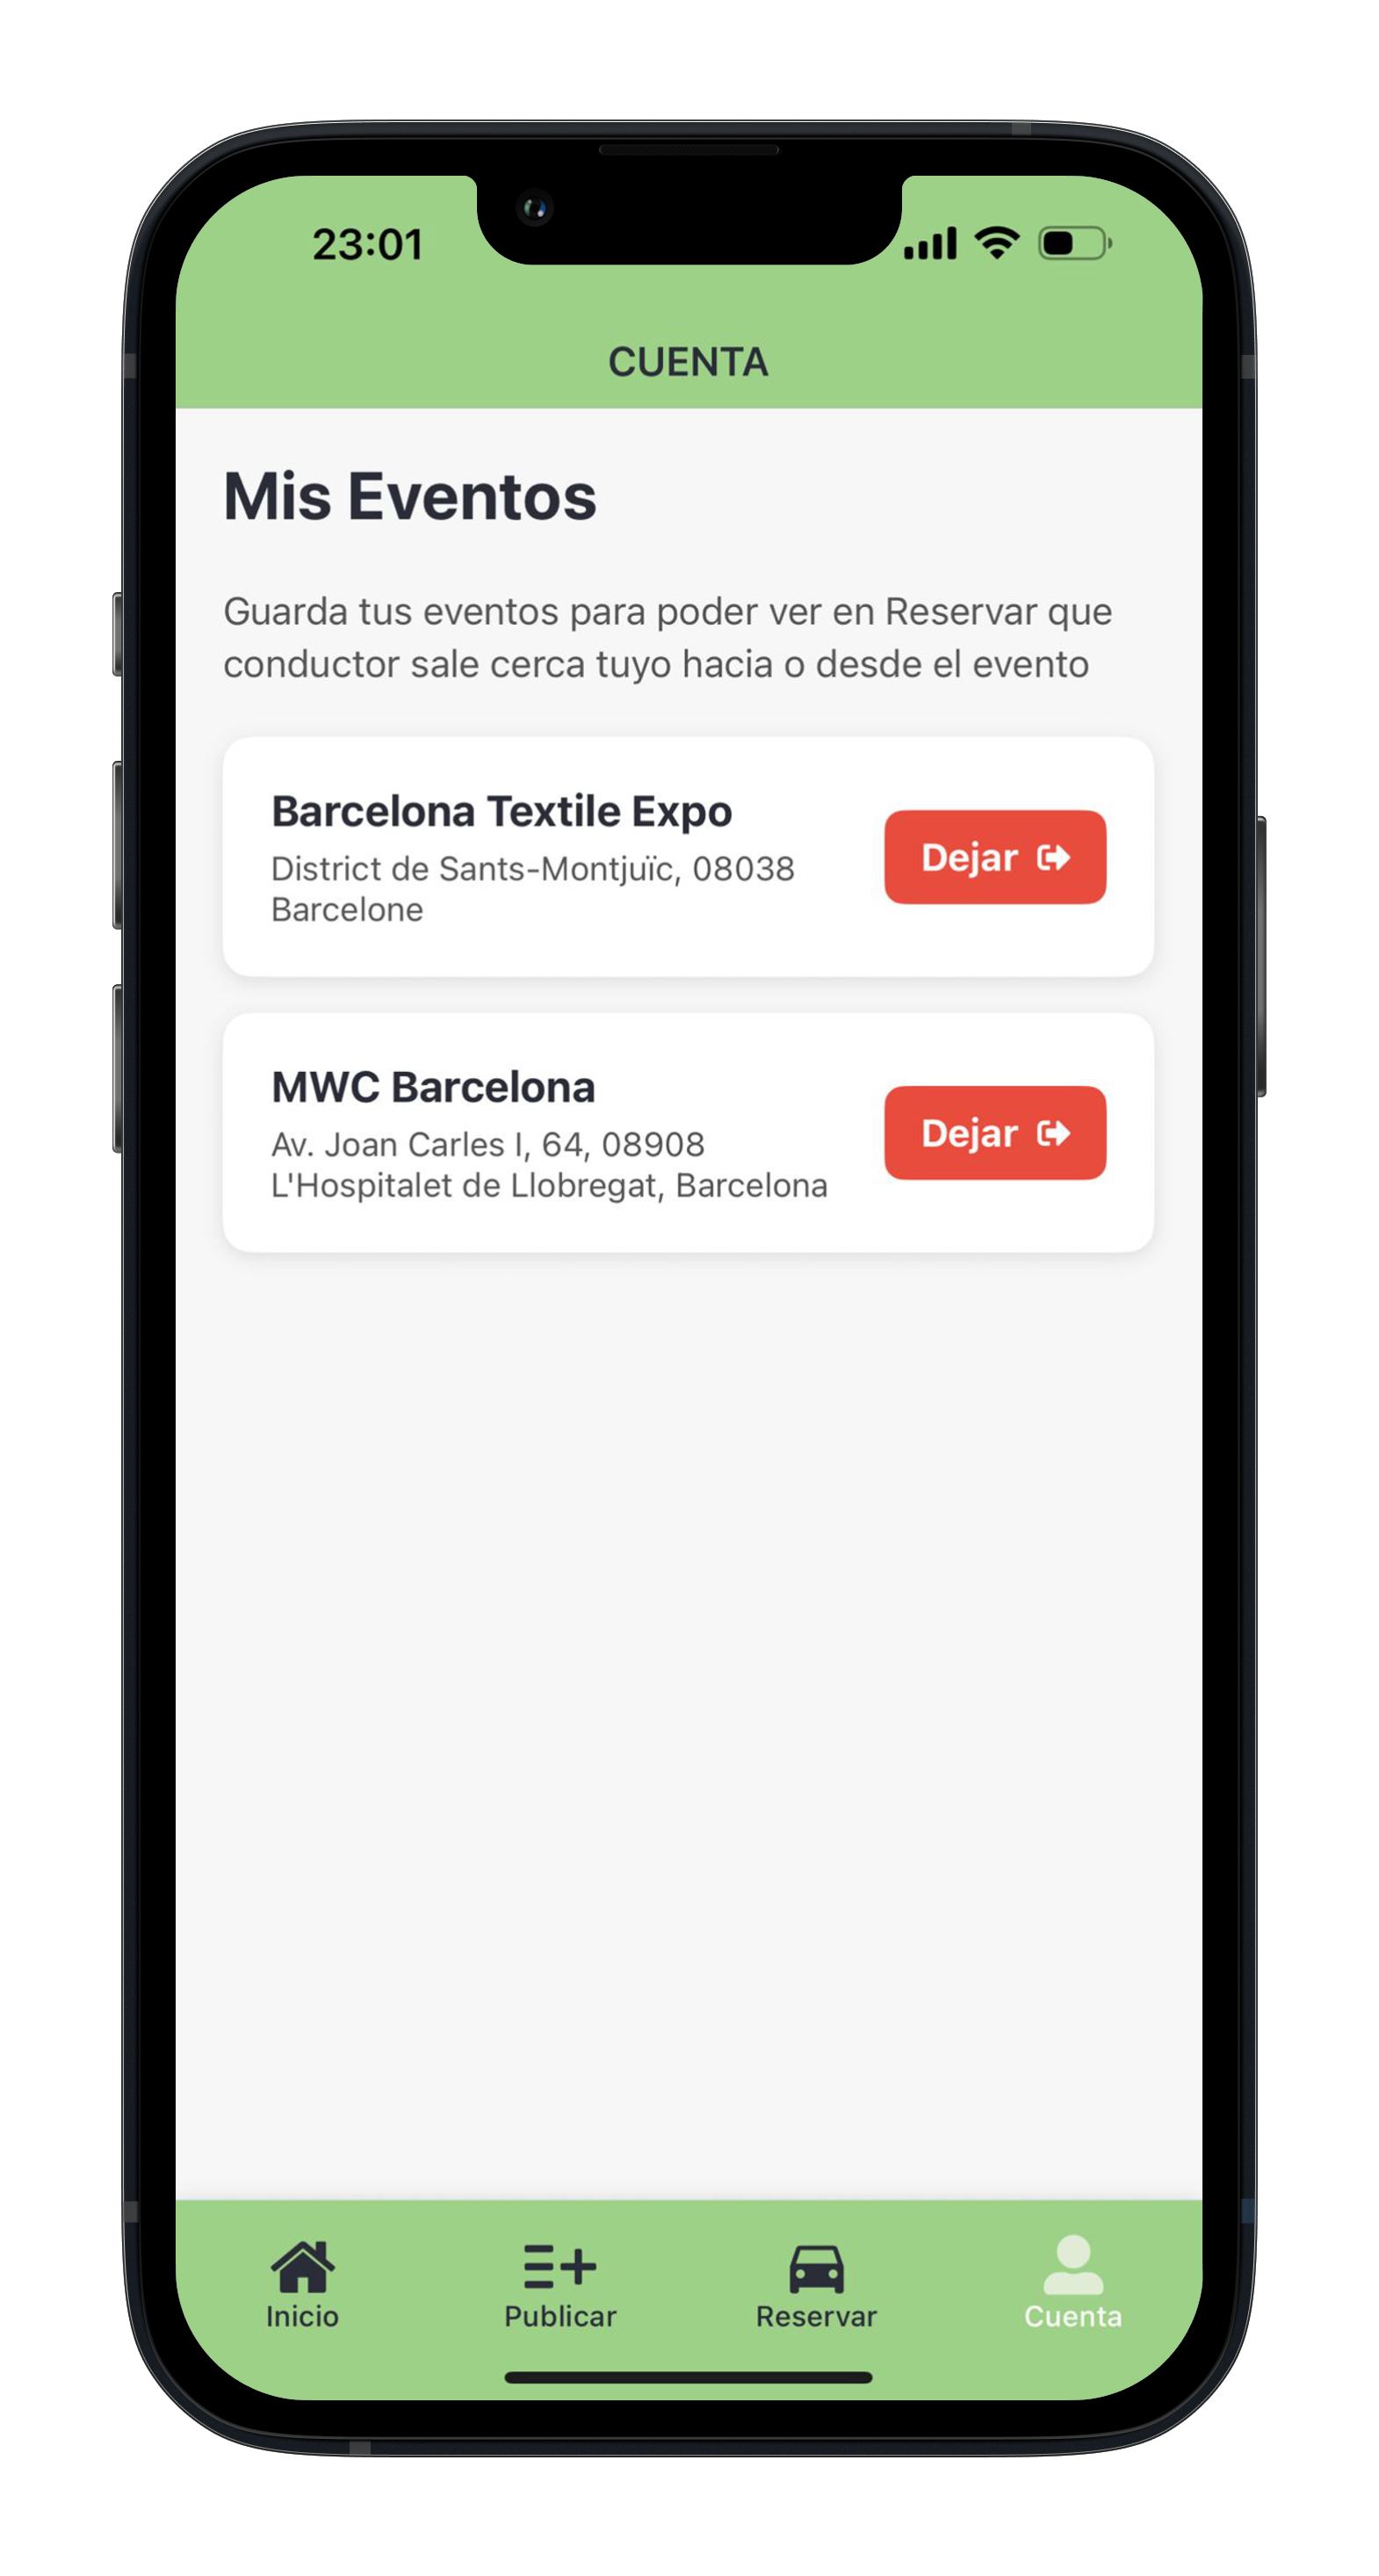 23:01
CUENTA
Mis Eventos
Guarda tus eventos para poder ver en Reservar que
conductor sale cerca tuyo hacia o desde el evento
Barcelona Textile Expo
District de Sants-Montjuïc, 08038
Barcelone
Dejar
MWC Barcelona
Av. Joan Carles I, 64, 08908
L'Hospitalet de Llobregat, Barcelona
Dejar
Inicio
Publicar
Reservar
Cuenta